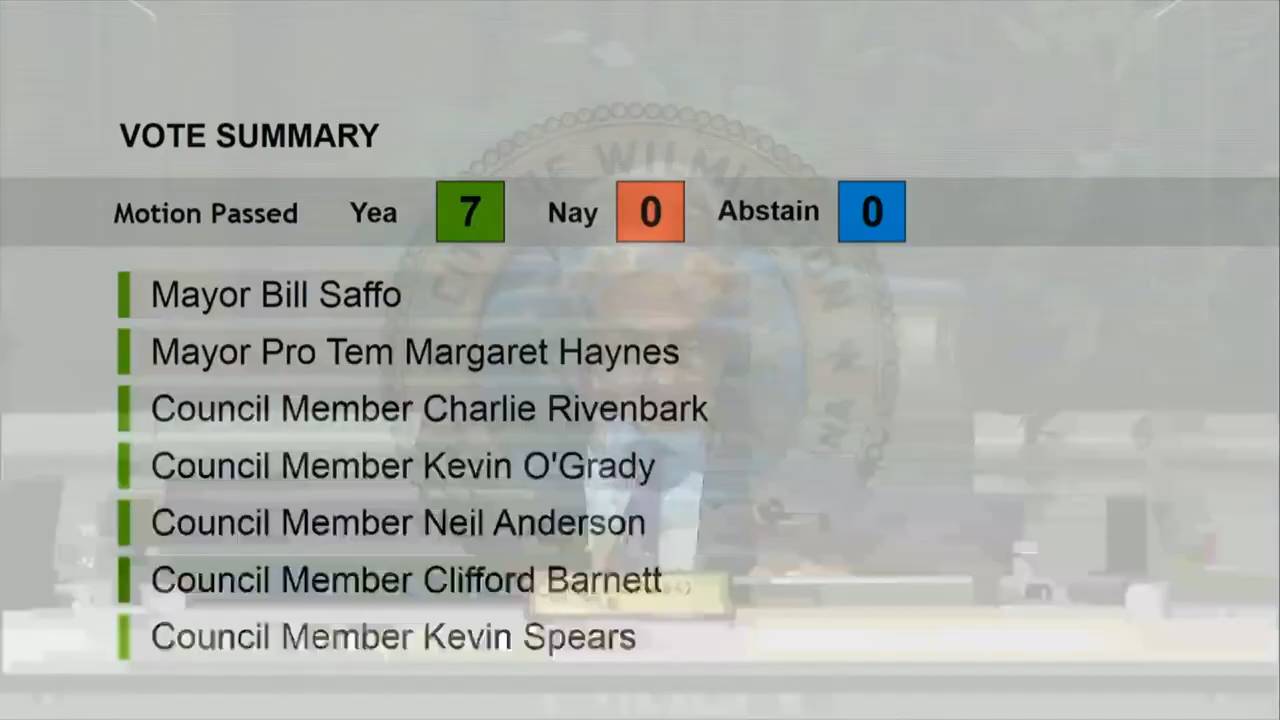 VOTE SUMMARY
Motion Passed Yea 7 Nay 0 Abstain 0
Mayor Bill Saffo
Mayor Pro Tem Margaret Haynes
Council Member Charlie Rivenbark
Council Member Kevin O'Grady
Council Member Neil Anderson
Council Member Clifford Barnett
Council Member Kevin Spears